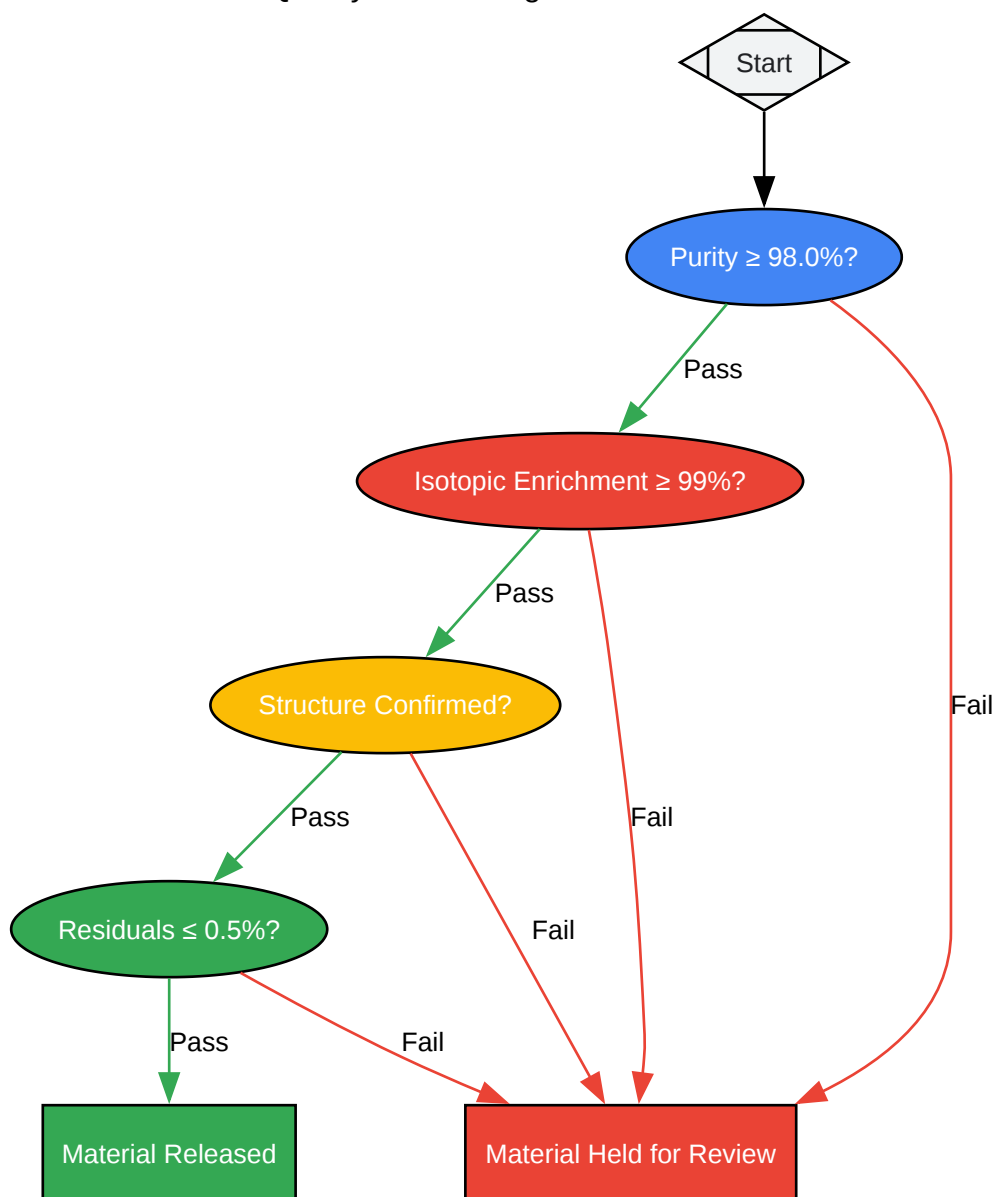 Start
Purity ≥ 98.0%?
Pass
Isotopic Enrichment ≥ 99%?
Pass
Structure Confirmed?
Fail
Pass
Fail
Residuals ≤ 0.5%?
Fail
Pass
Fail
Material Released
Material Held for Review